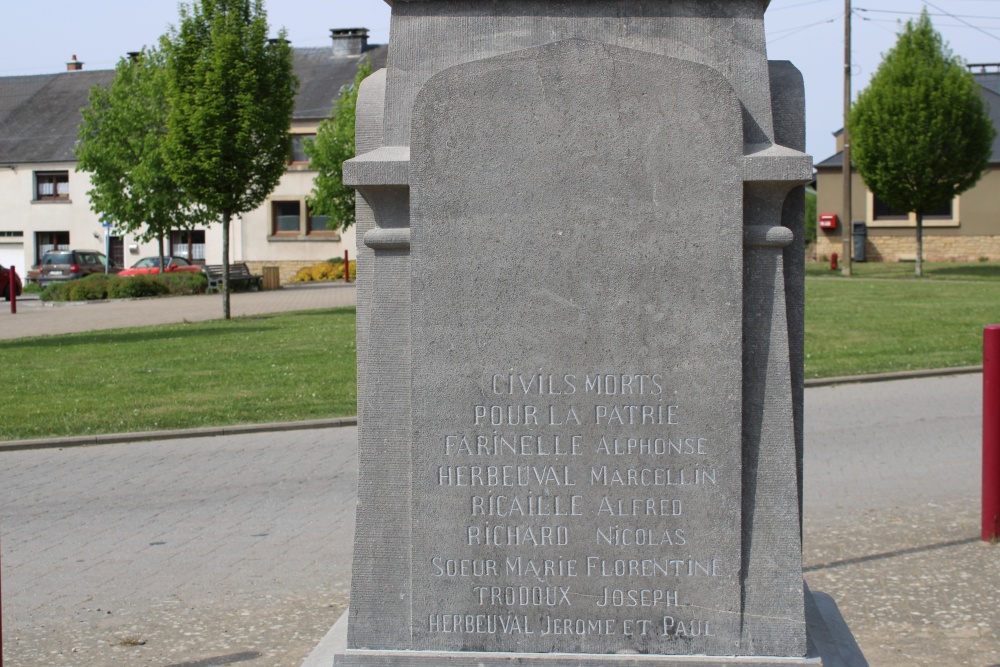 CIVILS MORTS
POUR LA PATRIE
FARINELLE ALPHONSE
HERBEUVAL MARCELLIN
RICAILLE ALFRED
RICHARD NICOLAS
SOEUR MARIE FLORENTINE
TRODOUX JOSEPH
HERBEUVAL JEROME ET PAUL